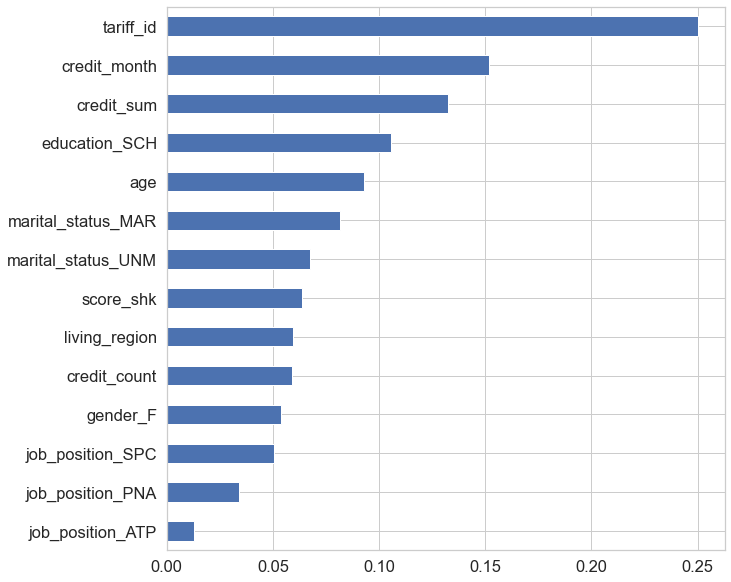 tariff_id
credit_month
credit_sum
education_SCH
age
marital_status_MAR
marital_status_UNM
score_shk
living_region
credit_count
gender_F
job_position_SPC
job_position_PNA
job_position_ATP
0.00 0.05 0.10 0.15 0.20 0.25